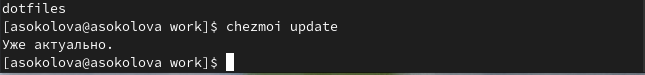 dotfiles
[asokolova@asokolova work]$ chezmoi update
Уже актуально.
[asokolova@asokolova work]$